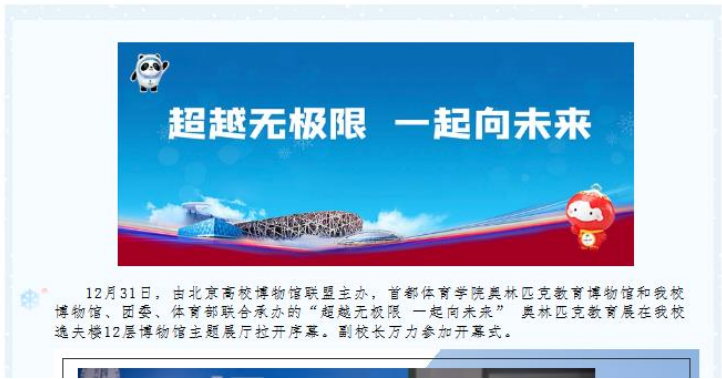 超越无极限 一起向未来
12月31日，由北京高校博物馆联盟主办，首都体育学院奥林匹克教育博物馆和我校
博物馆、团委、体育部联合承办的“超越无极限 一起向未来” 奥林匹克教育展在我校
逸夫楼12层博物馆主题展厅拉开序幕。副校长万力参加开幕式。